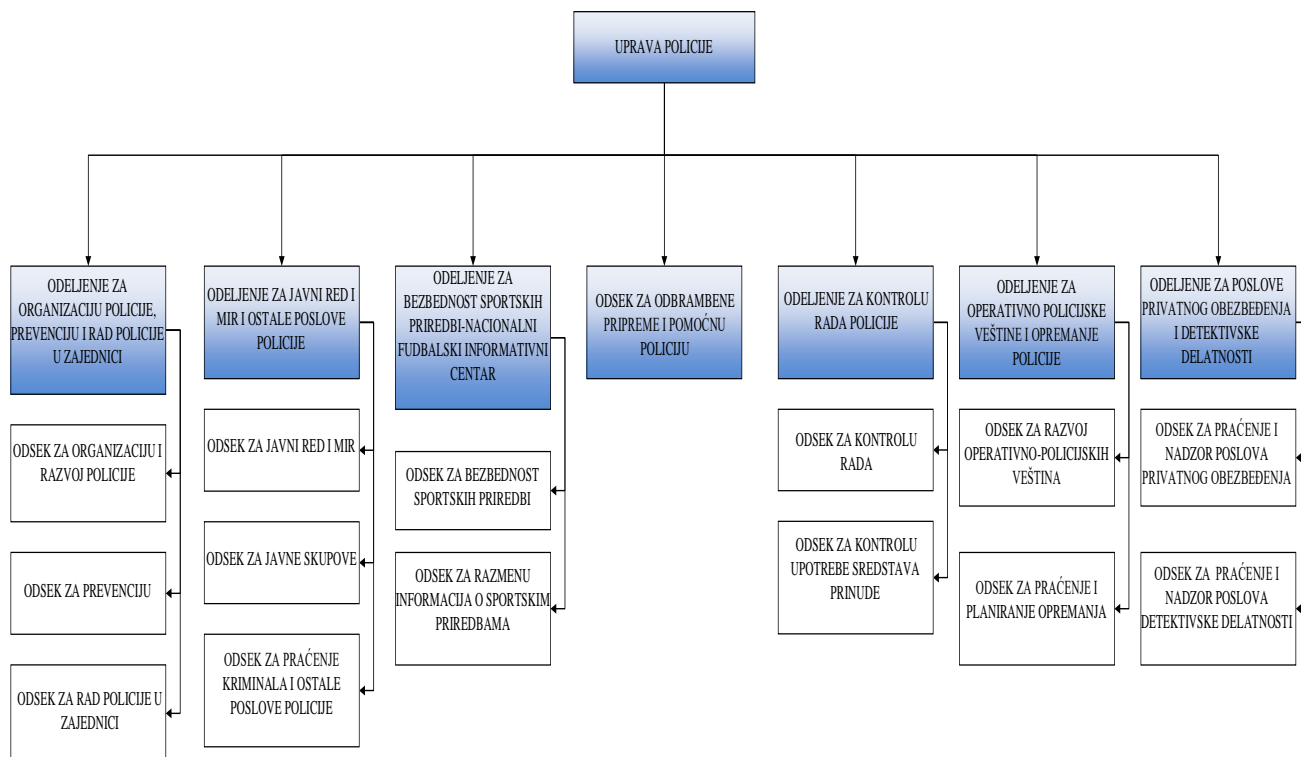 UPRAVA POLICIJE
ODELJENJE ZA
ORGANIZACIJU POLICIJE,
PREVENCIJU I RAD POLICIJE
U ZAJEDNICI
ODELJENJE ZA JAVNI RED I
MIR I OSTALE POSLOVE
POLICIJE
ODELJENJE ZA
BEZBEDNOST SPORTSKIH
PRIREDBI-NACIONALNI
FUDBALSKI INFORMATIVNI
CENTAR
ODSEK ZA ODBRAMBENE
PRIPREME I POMOĆNU
POLICIJU
ODELJENJE ZA KONTROLU
RADA POLICIJE
ODELJENJE ZA
OPERATIVNO POLICIJSKE
VEŠTINE I OPREMANJE
POLICIJE
ODELJENJE ZA POSLOVE
PRIVATNOG OBEZBEĐENJA
I DETEKTIVSKE
DELATNOSTI
ODSEK ZA ORGANIZACIJU I
RAZVOJ POLICIJE
ODSEK ZA PREVENCIJU
ODSEK ZA RAD POLICIJE U
ZAJEDNICI
ODSEK ZA JAVNI RED I MIR
ODSEK ZA JAVNE SKUPOVE
ODSEK ZA PRAĆENJE
KRIMINALA I OSTALE
POSLOVE POLICIJE
ODSEK ZA BEZBEDNOST
SPORTSKIH PRIREDBI
ODSEK ZA RAZMENU
INFORMACIJA O SPORTSKIM
PRIREDBAMA
ODSEK ZA KONTROLU
RADA
ODSEK ZA KONTROLU
UPOTREBE SREDSTAVA
PRINUDE
ODSEK ZA RAZVOJ
OPERATIVNO-POLICIJSKIH
VEŠTINA
ODSEK ZA PRAĆENJE I
PLANIRANJE OPREMANJA
ODSEK ZA PRAĆENJE I
NADZOR POSLOVA
PRIVATNOG OBEZBEĐENJA
ODSEK ZA PRAĆENJE I
NADZOR POSLOVA
DETEKTIVSKE DELATNOSTI